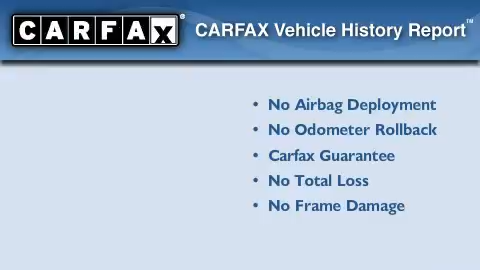 CARFAX® CARFAX Vehicle History Report™
• No Airbag Deployment
• No Odometer Rollback
• Carfax Guarantee
• No Total Loss
• No Frame Damage